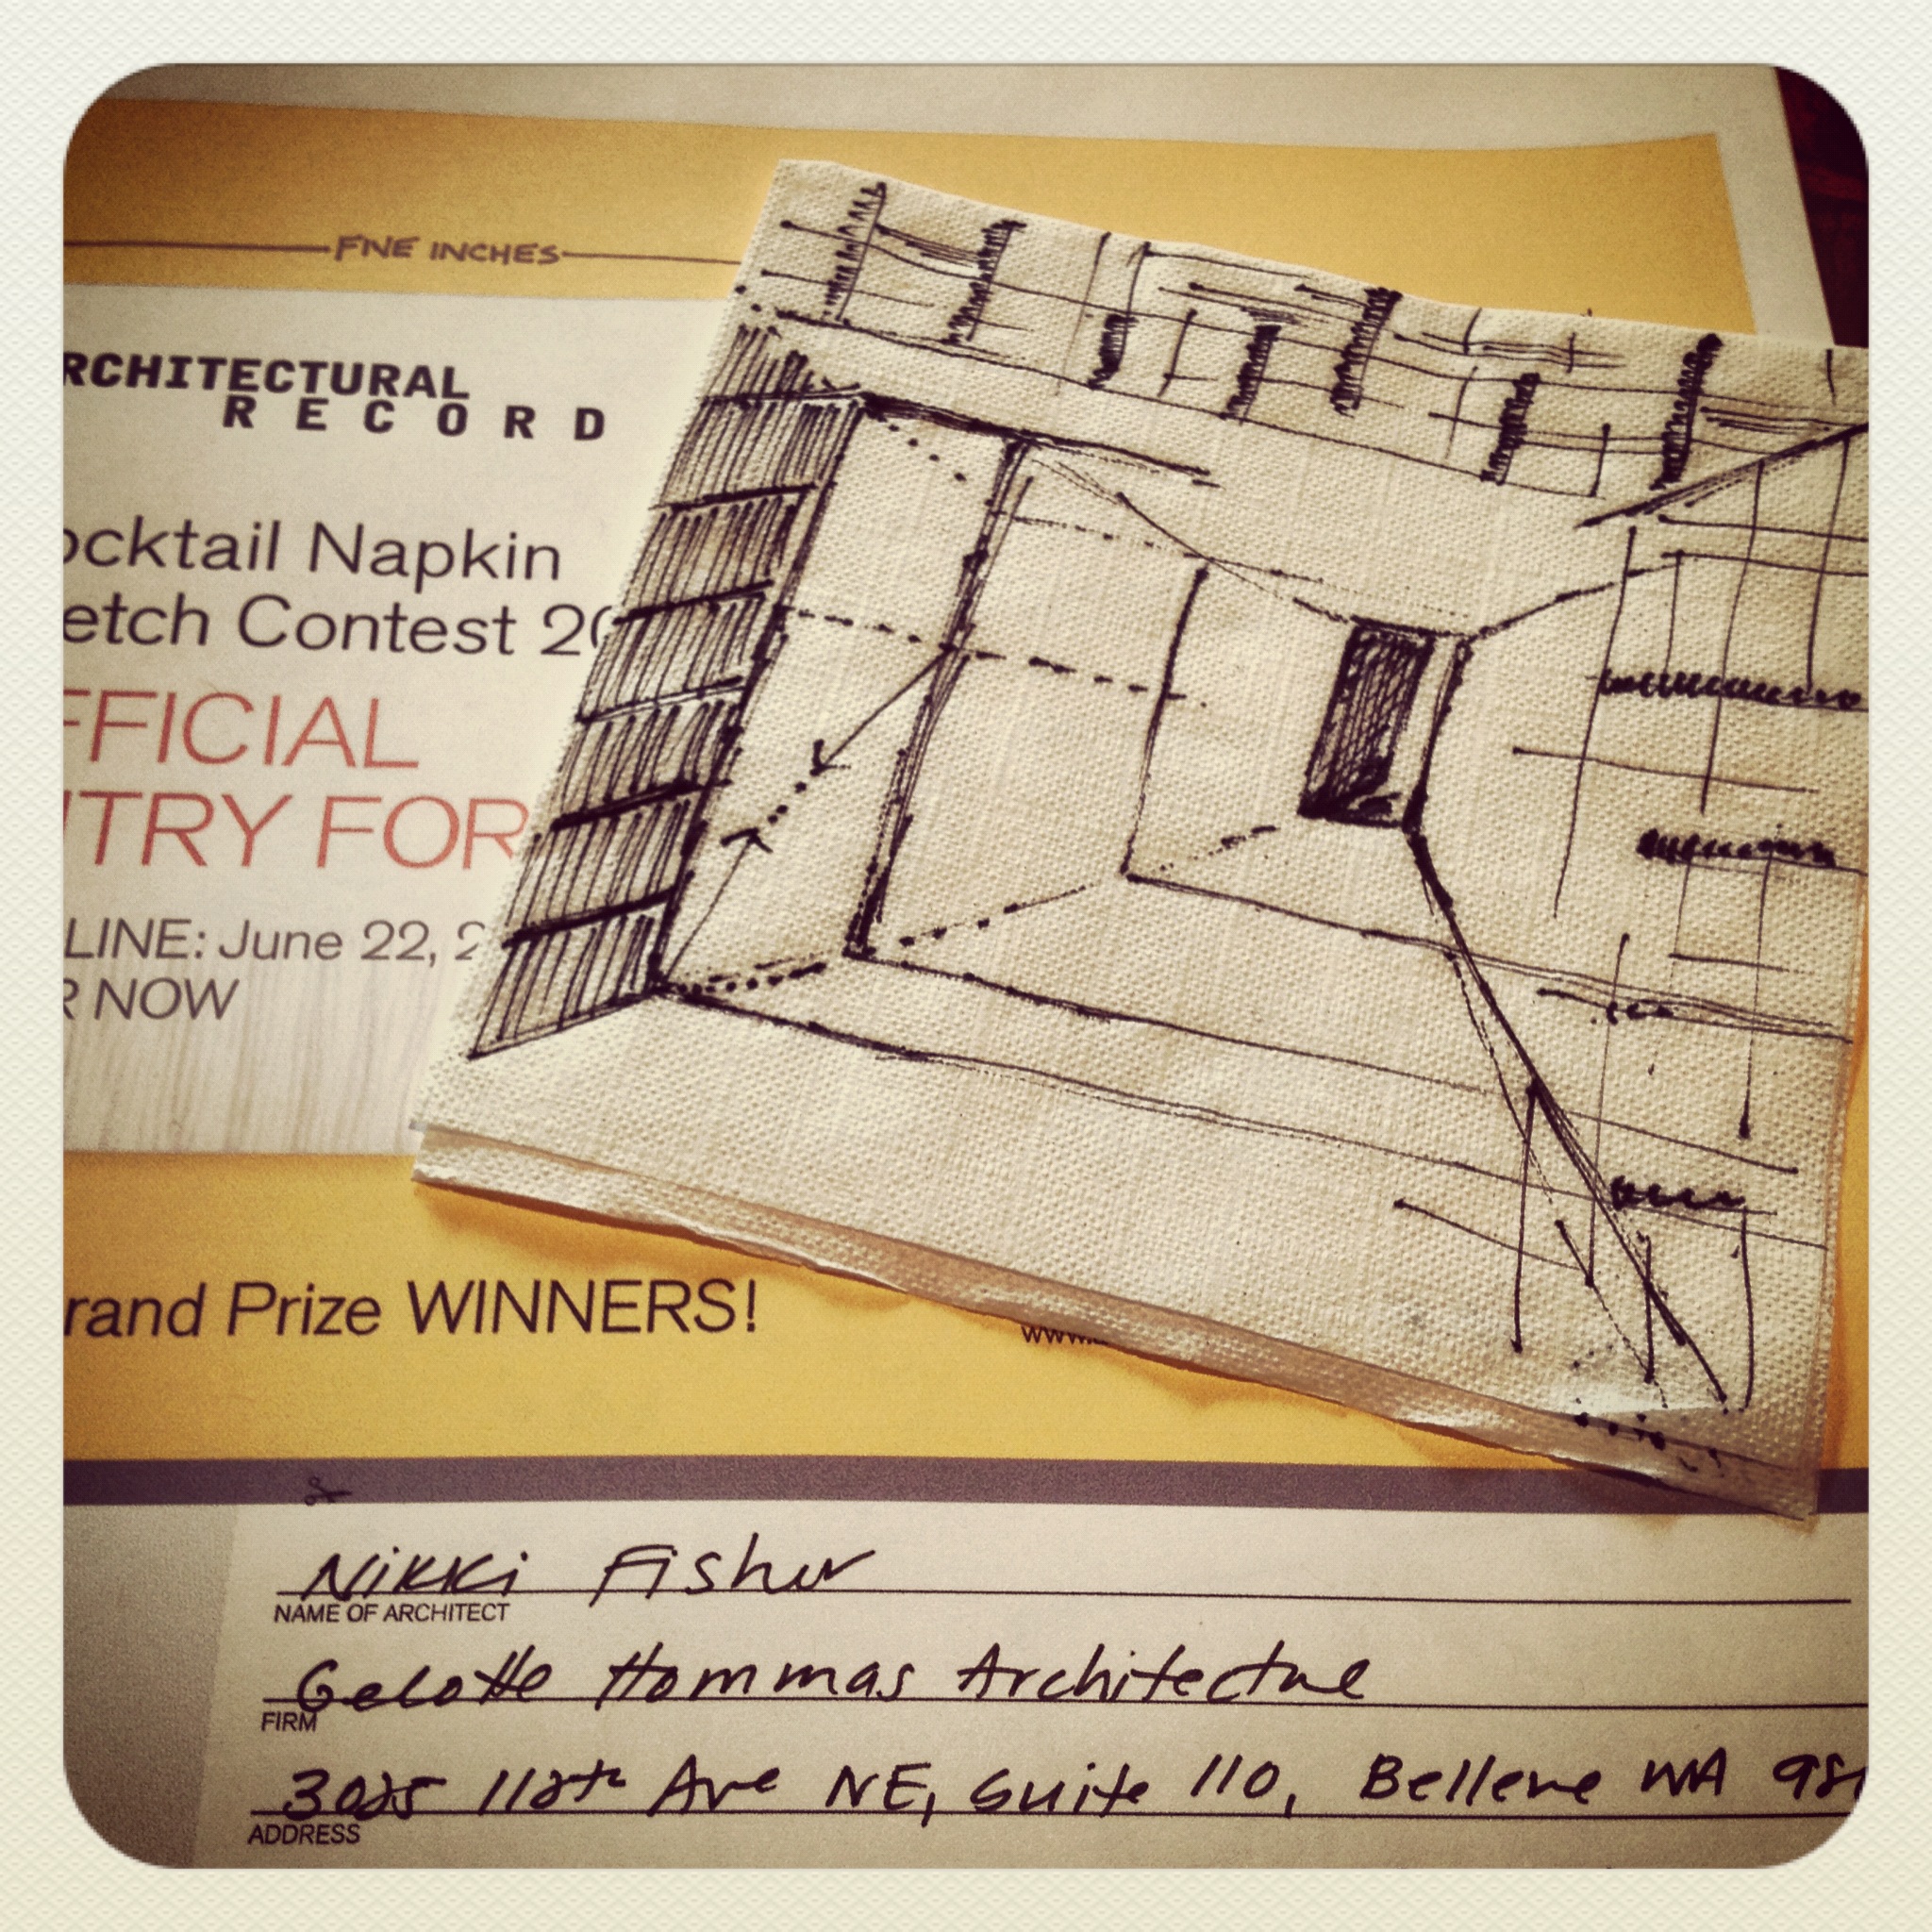 FIVE INCHES
RCHITECTURAL
RECORD
ocktail Napkin
etch Contest 20
FFICIAL
NTRY FOR
LINE: June 22, 2
R NOW
rand Prize WINNERS!
www.
Nikki Fisher
NAME OF ARCHITECT
Gelotte Hommas Architecture
FIRM
3025 112th Ave NE, Suite 110, Bellevue WA 98
ADDRESS